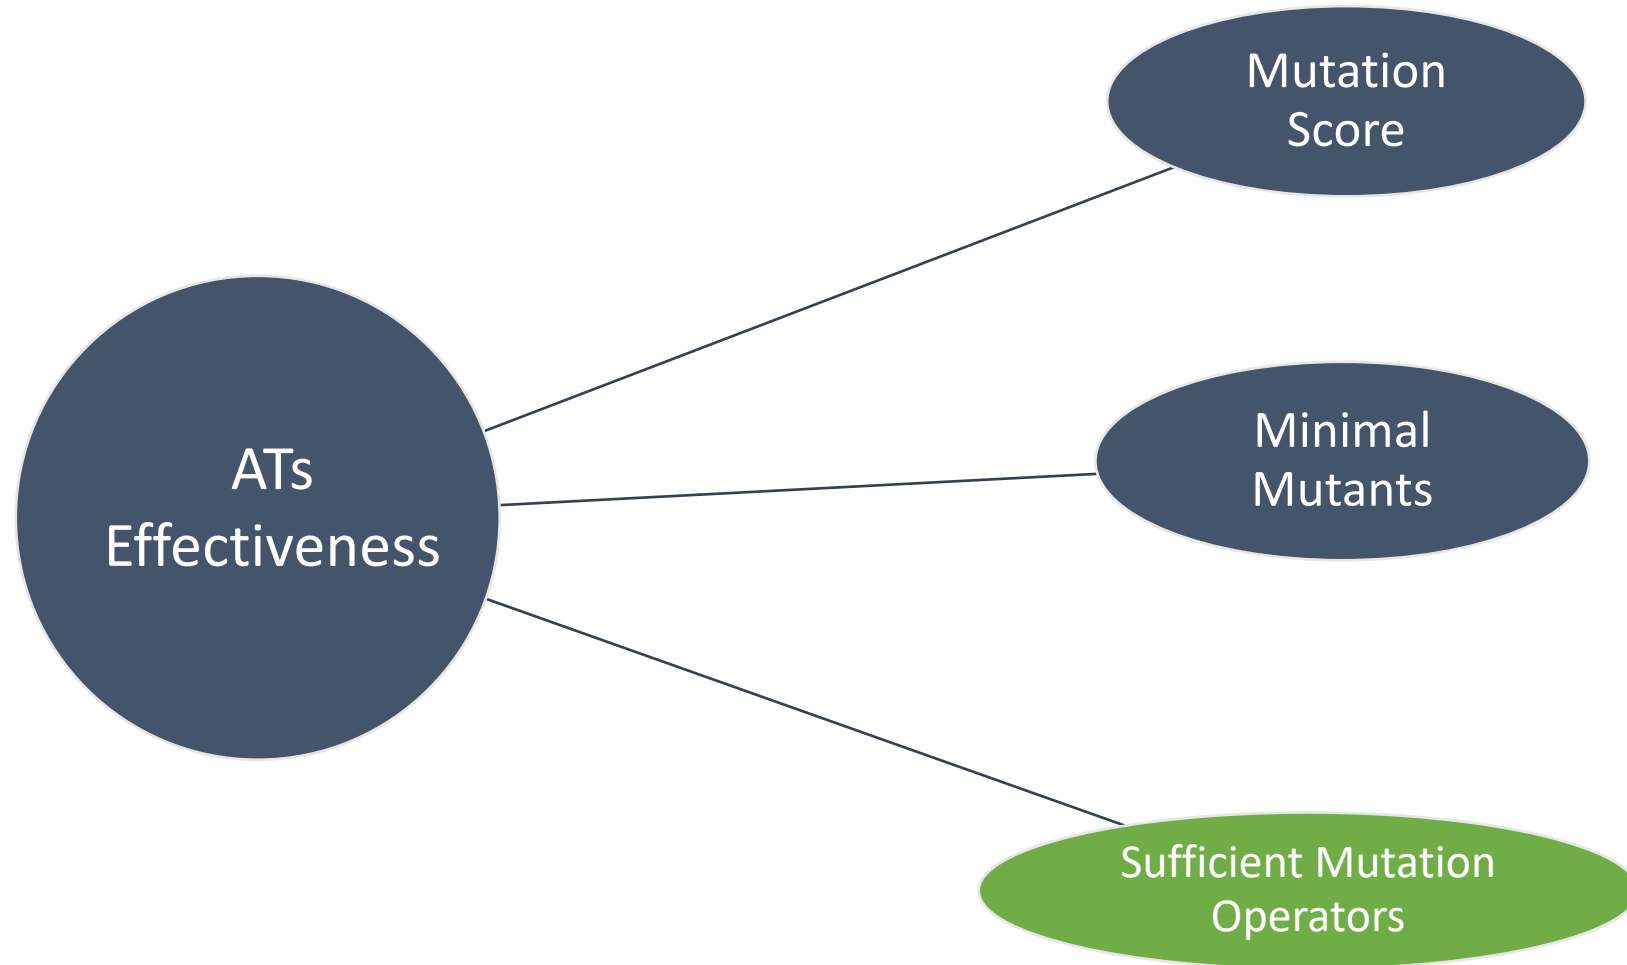 Mutation
Score
ATs
Effectiveness
Minimal
Mutants
Sufficient Mutation
Operators